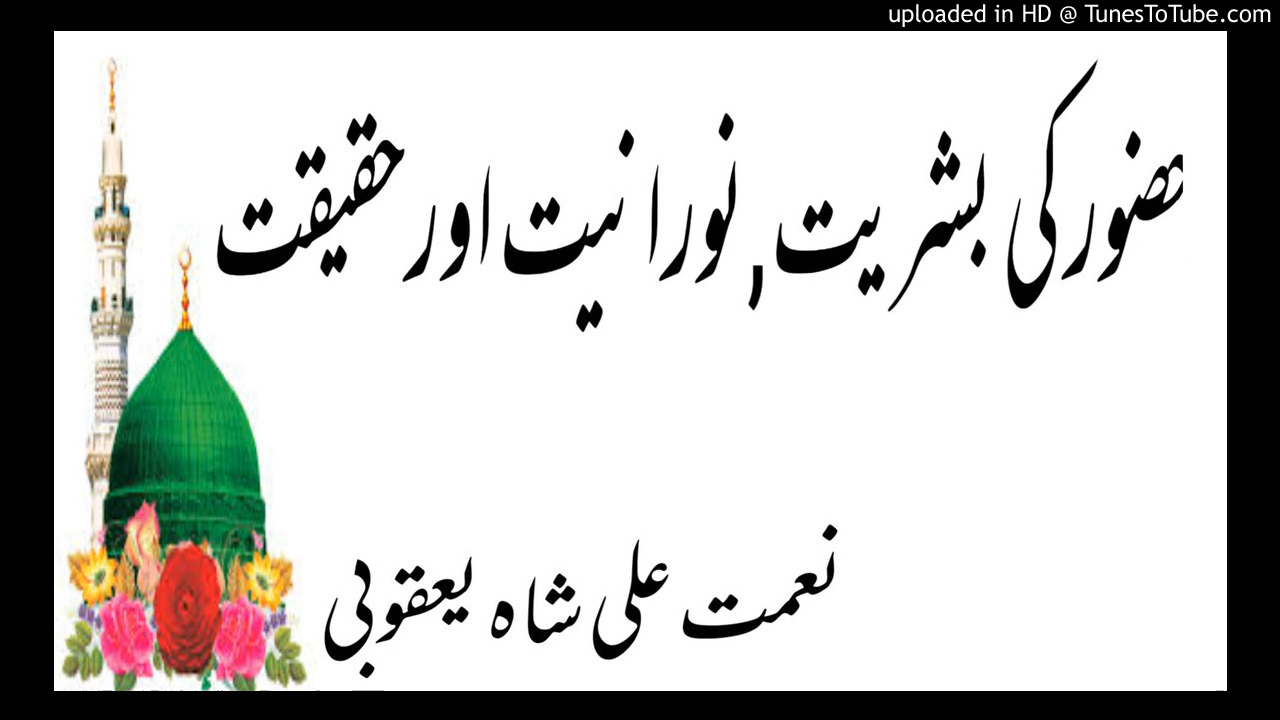 uploaded in HD @ TunesToTube.com
حضور کی بشریت, نورانیت اور حقیقت
نعمت علی شاہ یعقوبی